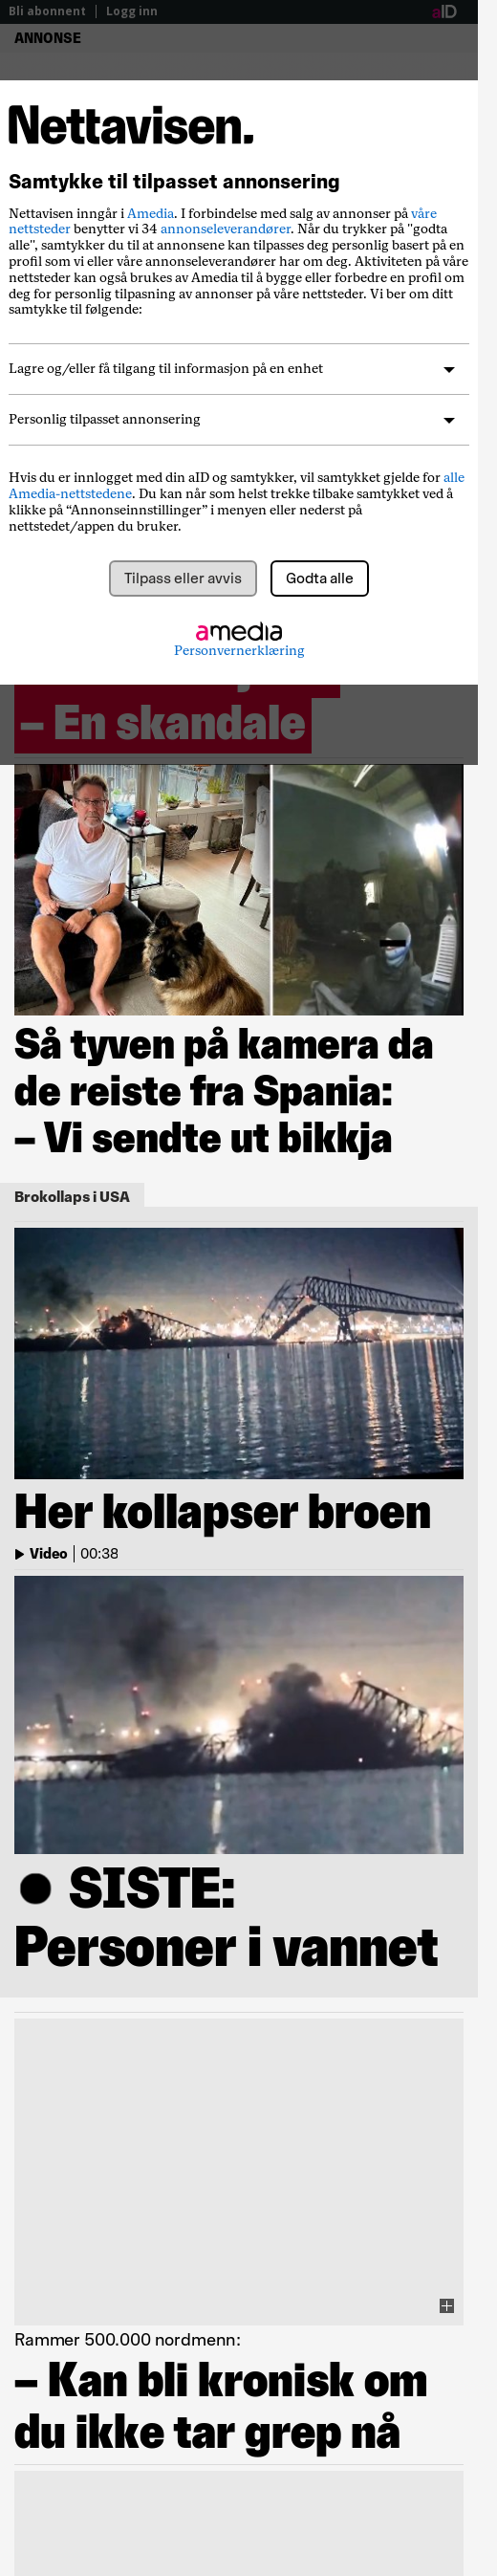 Bli abonnent | Logg inn aID
ANNONSE
Nettavisen.
Samtykke til tilpasset annonsering
Nettavisen inngår i Amedia. I forbindelse med salg av annonser på våre
nettsteder benytter vi 34 annonseleverandører. Når du trykker på "godta
alle", samtykker du til at annonsene kan tilpasses deg personlig basert på en
profil som vi eller våre annonseleverandører har om deg. Aktiviteten på våre
nettsteder kan også brukes av Amedia til å bygge eller forbedre en profil om
deg for personlig tilpasning av annonser på våre nettsteder. Vi ber om ditt
samtykke til følgende:
Lagre og/eller få tilgang til informasjon på en enhet
Personlig tilpasset annonsering
Hvis du er innlogget med din aID og samtykker, vil samtykket gjelde for alle
Amedia-nettstedene. Du kan når som helst trekke tilbake samtykket ved å
klikke på “Annonseinnstillinger” i menyen eller nederst på
nettstedet/appen du bruker.
Tilpass eller avvis Godta alle
amedia
Personvernerklæring
– En skandale
Så tyven på kamera da
de reiste fra Spania:
– Vi sendte ut bikkja
Brokollaps i USA
Her kollapser broen
Video | 00:38
● SISTE:
Personer i vannet
Rammer 500.000 nordmenn:
– Kan bli kronisk om
du ikke tar grep nå